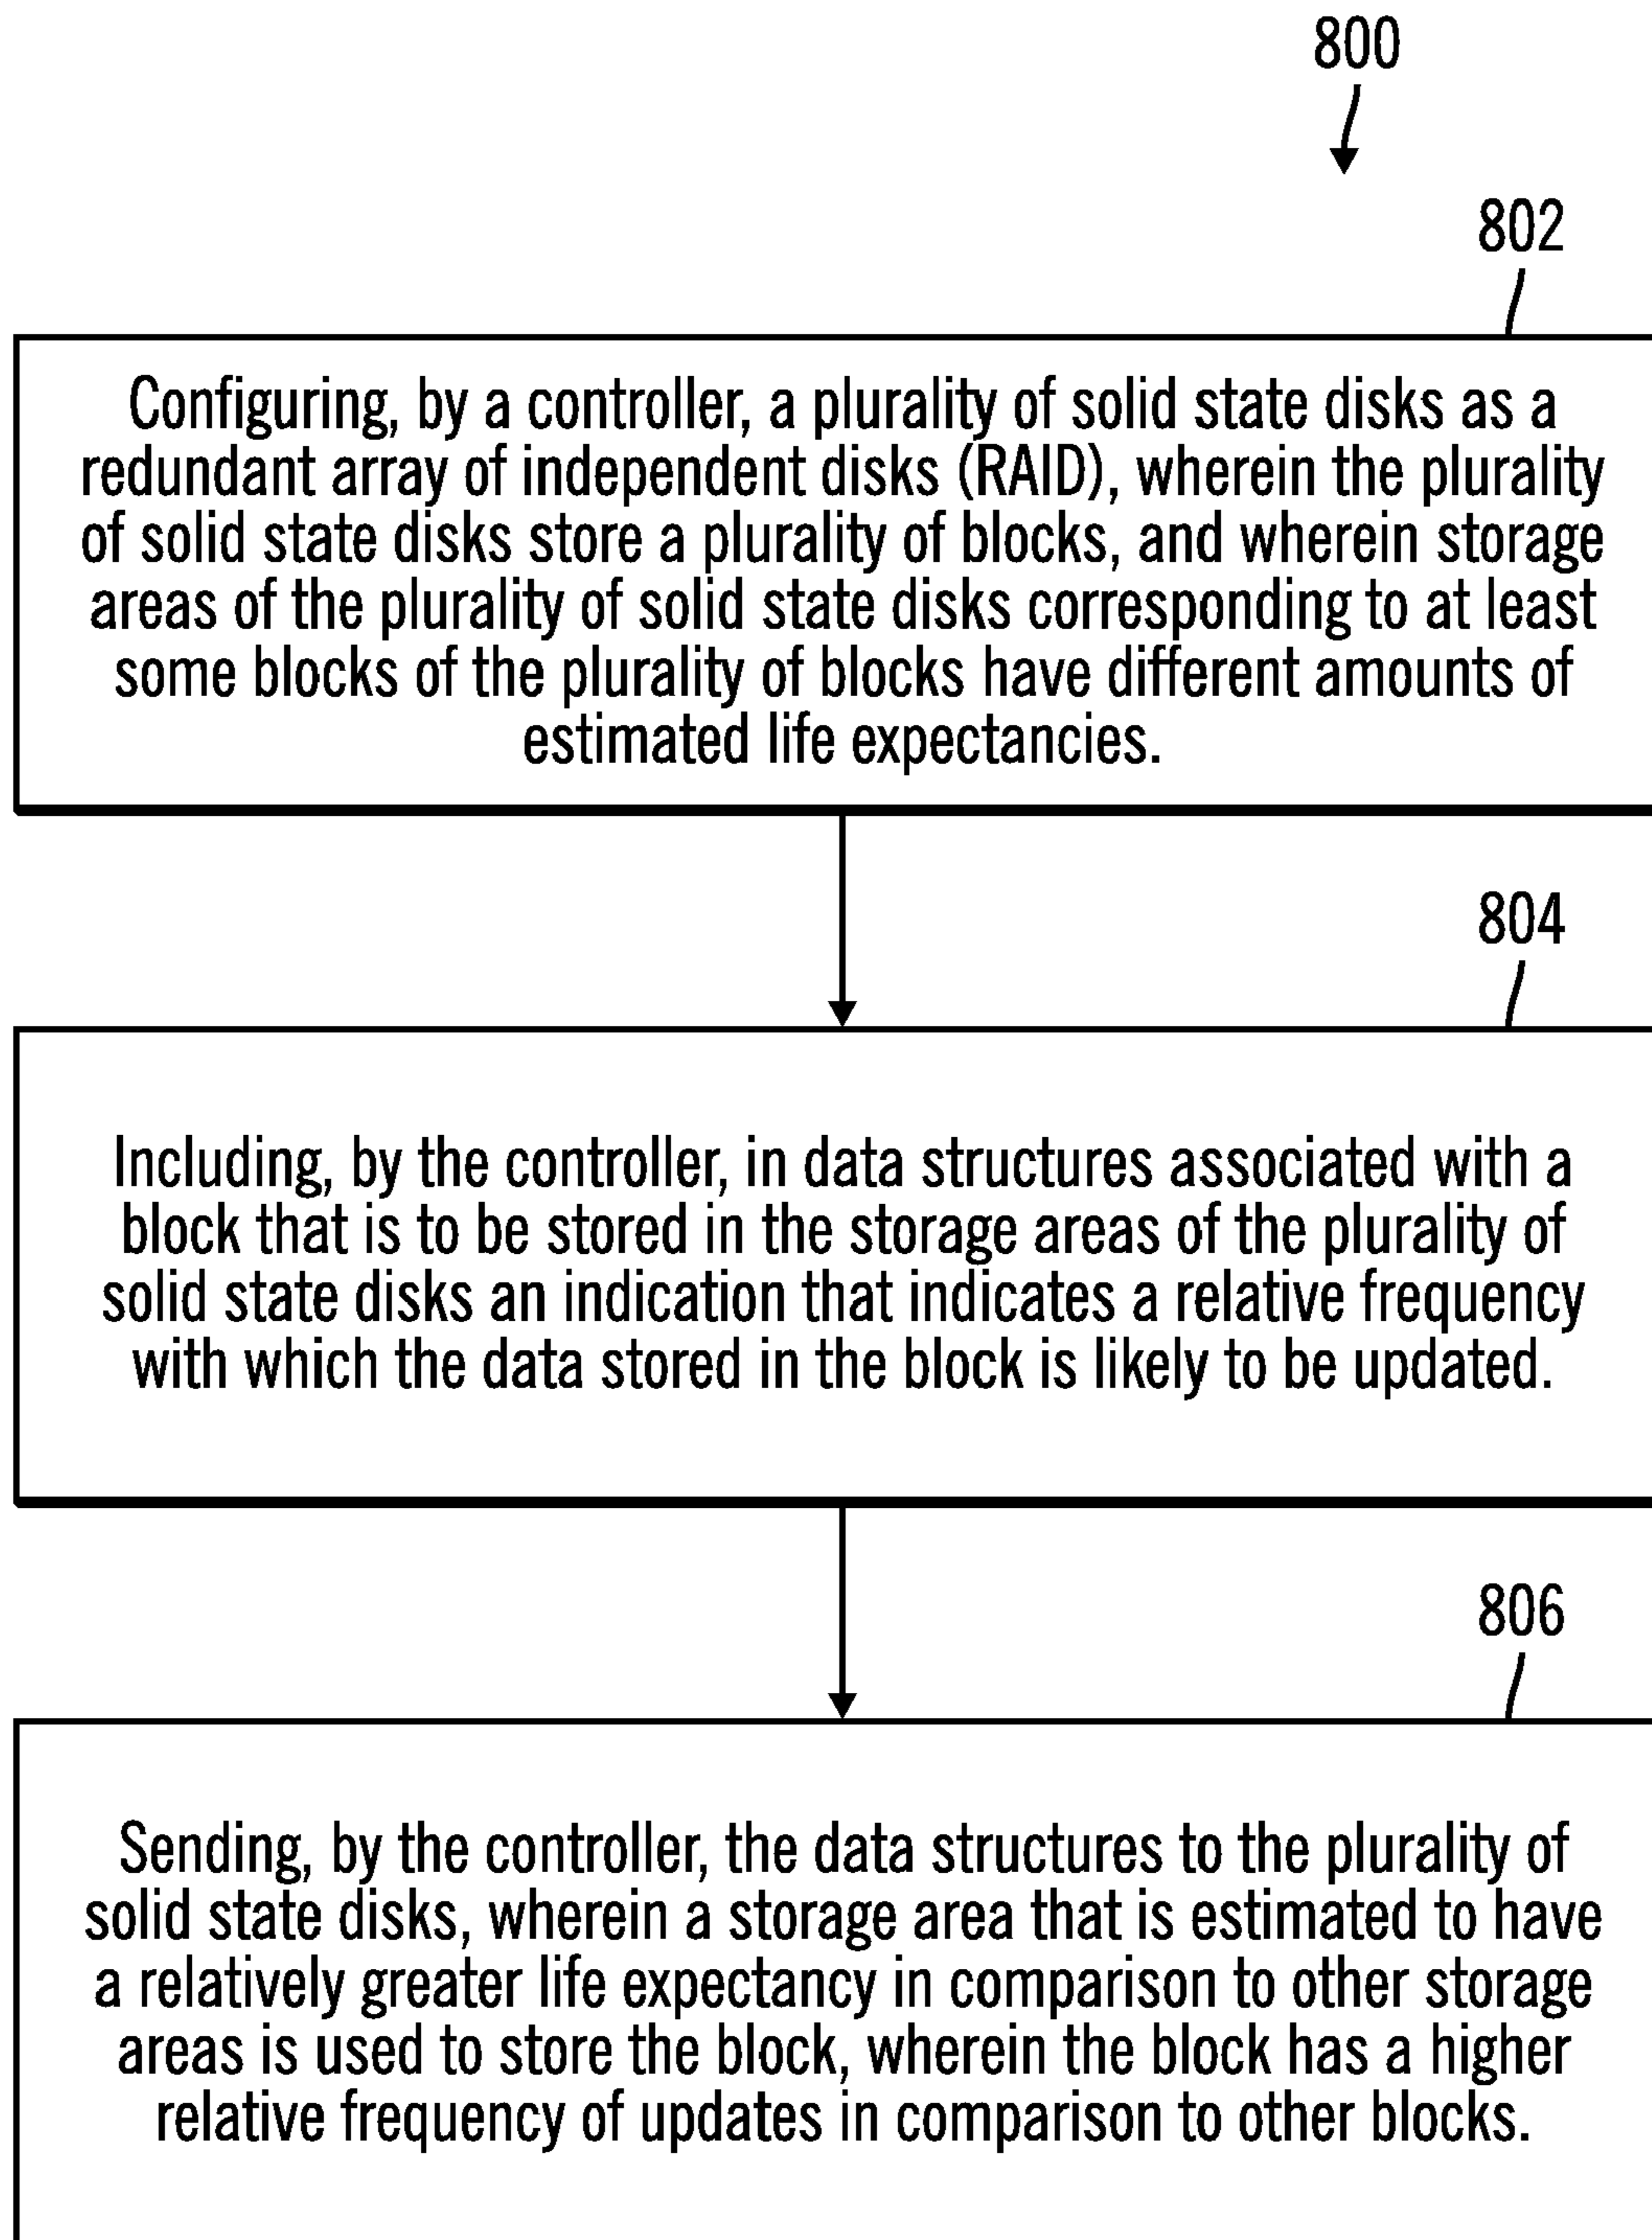 800
802
Configuring, by a controller, a plurality of solid state disks as a
redundant array of independent disks (RAID), wherein the plurality
of solid state disks store a plurality of blocks, and wherein storage
areas of the plurality of solid state disks corresponding to at least
some blocks of the plurality of blocks have different amounts of
estimated life expectancies.
804
Including, by the controller, in data structures associated with a
block that is to be stored in the storage areas of the plurality of
solid state disks an indication that indicates a relative frequency
with which the data stored in the block is likely to be updated.
806
Sending, by the controller, the data structures to the plurality of
solid state disks, wherein a storage area that is estimated to have
a relatively greater life expectancy in comparison to other storage
areas is used to store the block, wherein the block has a higher
relative frequency of updates in comparison to other blocks.